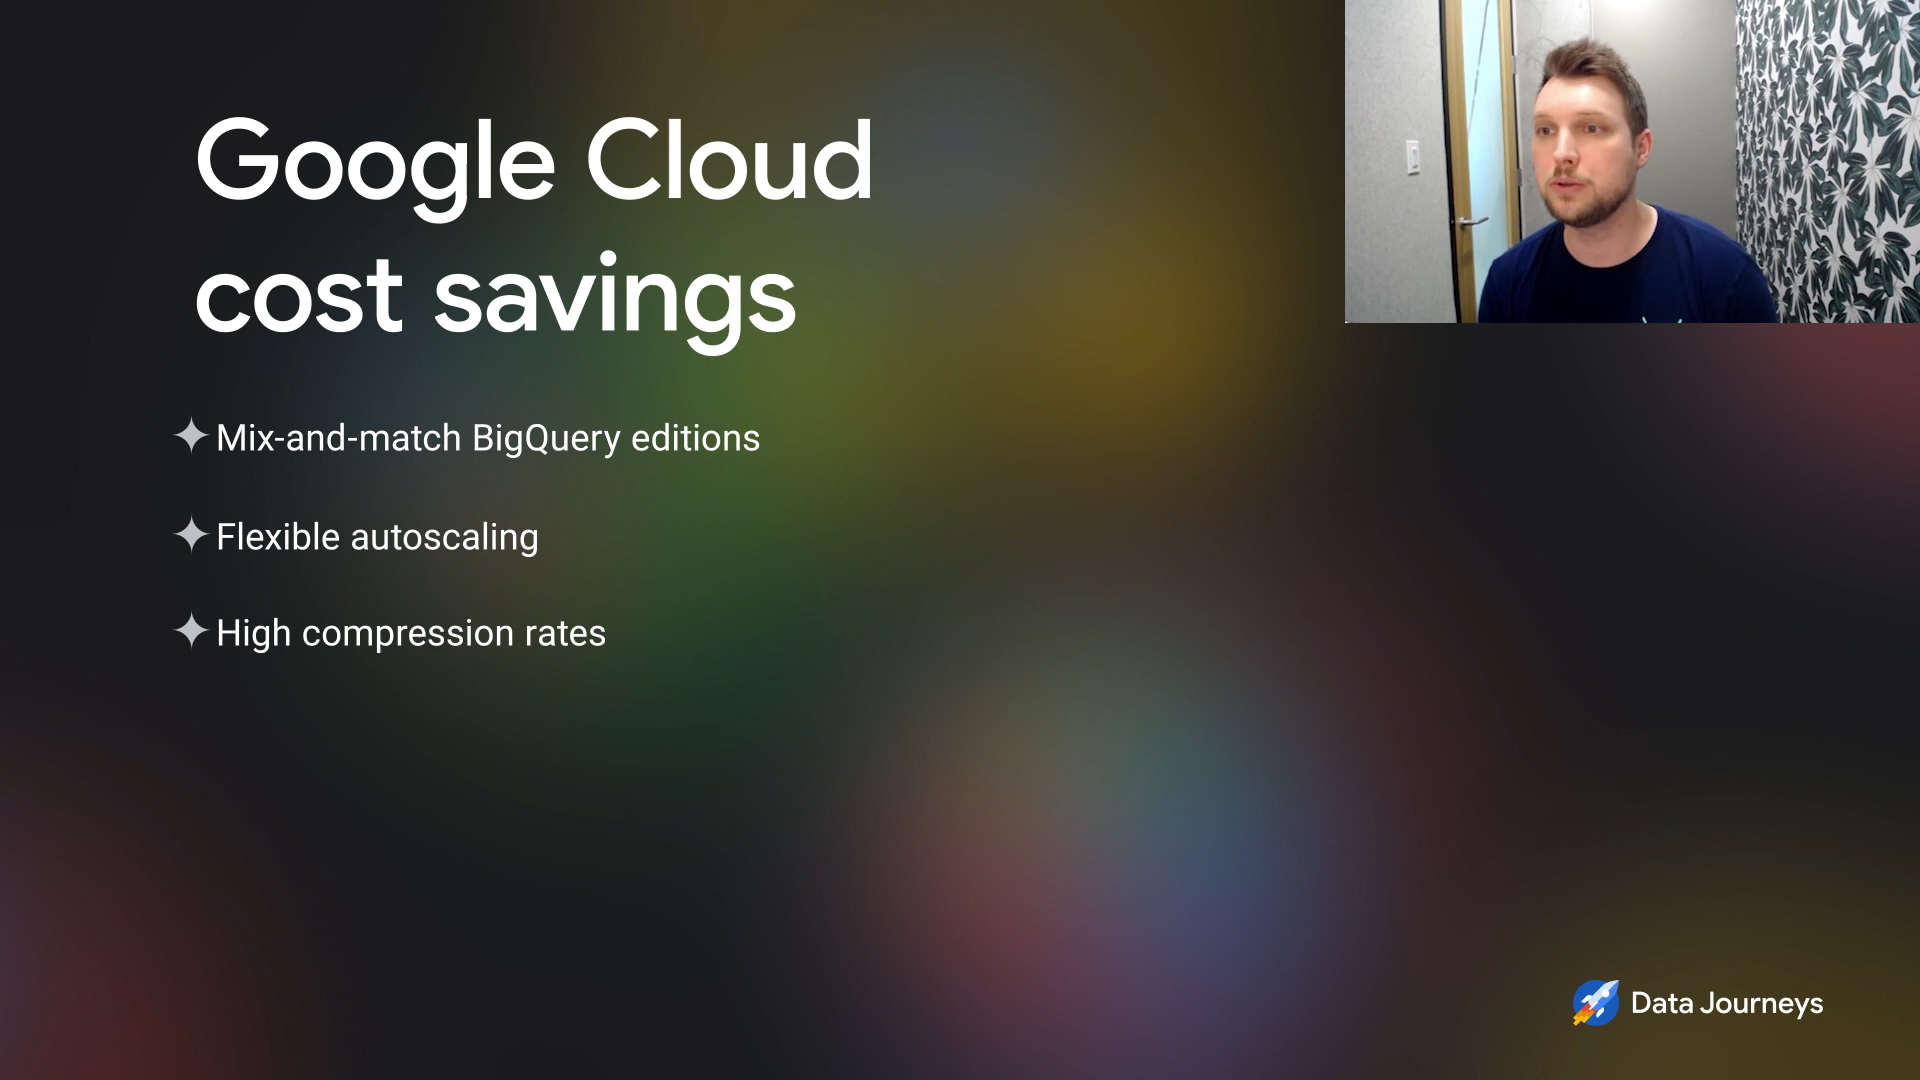 Google Cloud
cost savings
Mix-and-match BigQuery editions
Flexible autoscaling
High compression rates
Data Journeys